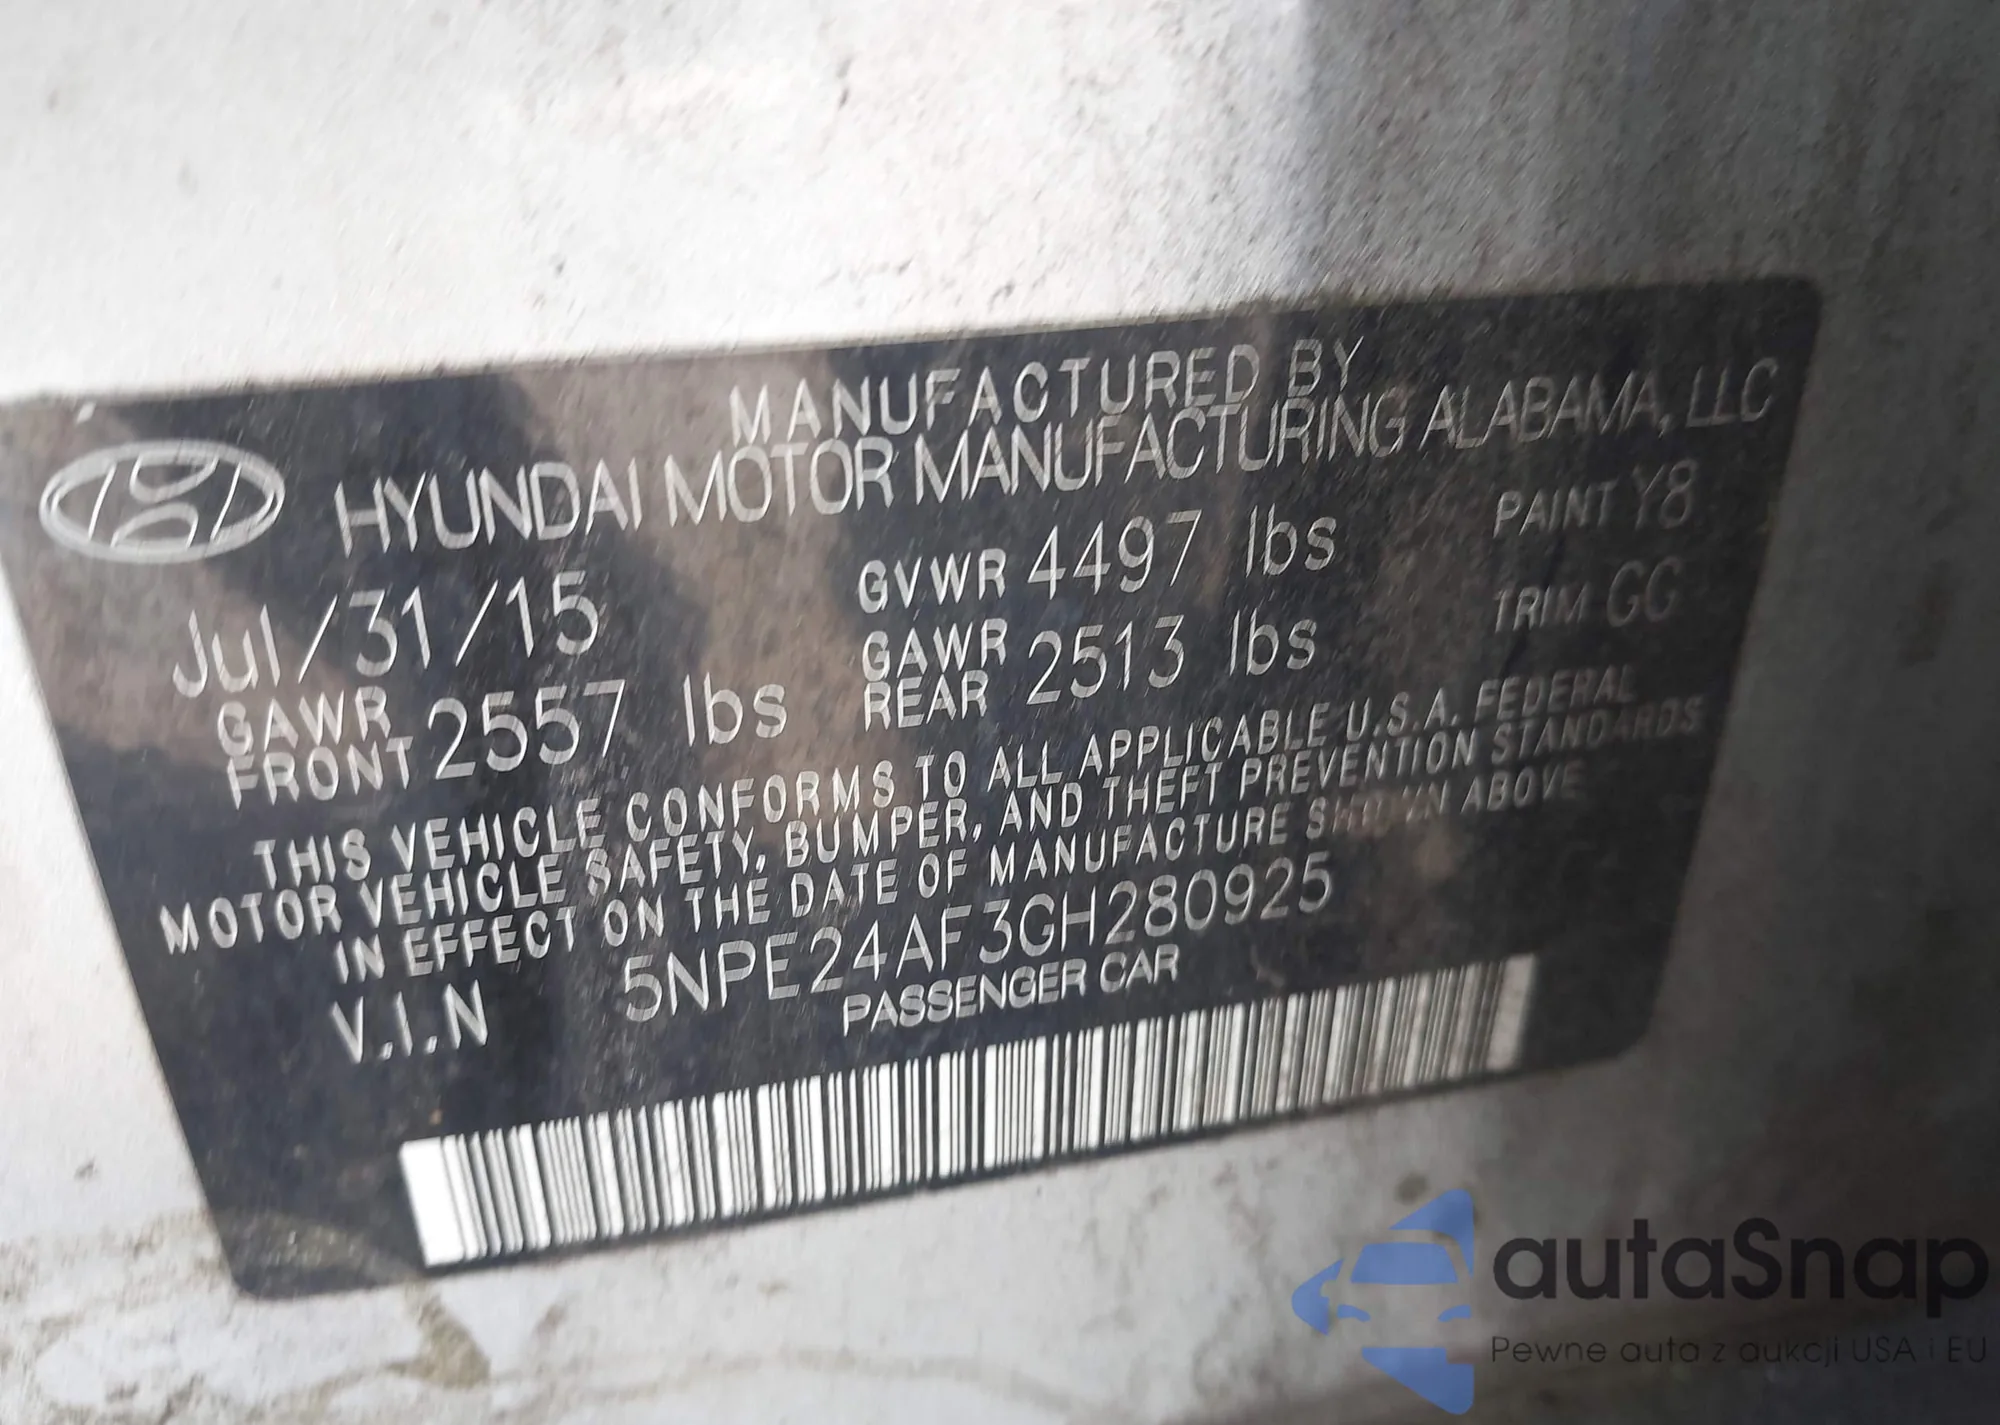 MANUFACTURED BY
HYUNDAI MOTOR MANUFACTURING ALABAMA, LLC
Jul/31/15 GVWR 4497 lbs PAINT Y8
GAWR FRONT 2557 lbs GAWR REAR 2513 lbs TRIM GG
THIS VEHICLE CONFORMS TO ALL APPLICABLE U.S.A. FEDERAL
MOTOR VEHICLE SAFETY, BUMPER, AND THEFT PREVENTION STANDARDS
IN EFFECT ON THE DATE OF MANUFACTURE SHOWN ABOVE
V.I.N 5NPE24AF3GH280925
PASSENGER CAR
autaSnap
Pewne auta z aukcji USA i EU